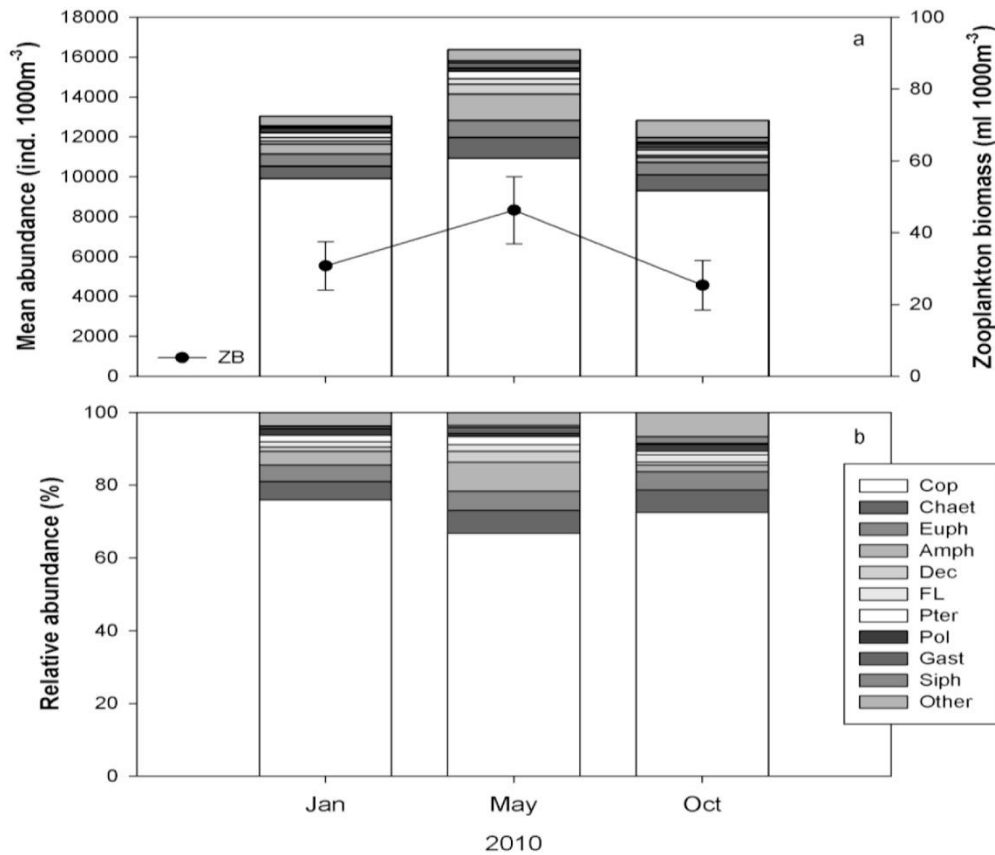 18000
16000
14000
12000
10000
8000
6000
4000
2000
0
Mean abundance (ind. 1000m-3)
a
ZB
100
80
60
40
20
0
Zooplankton biomass (ml 1000m-3)
100
80
60
40
20
0
Relative abundance (%)
b
Cop
Chaet
Euph
Amph
Dec
FL
Pter
Pol
Gast
Siph
Other
Jan May Oct
2010